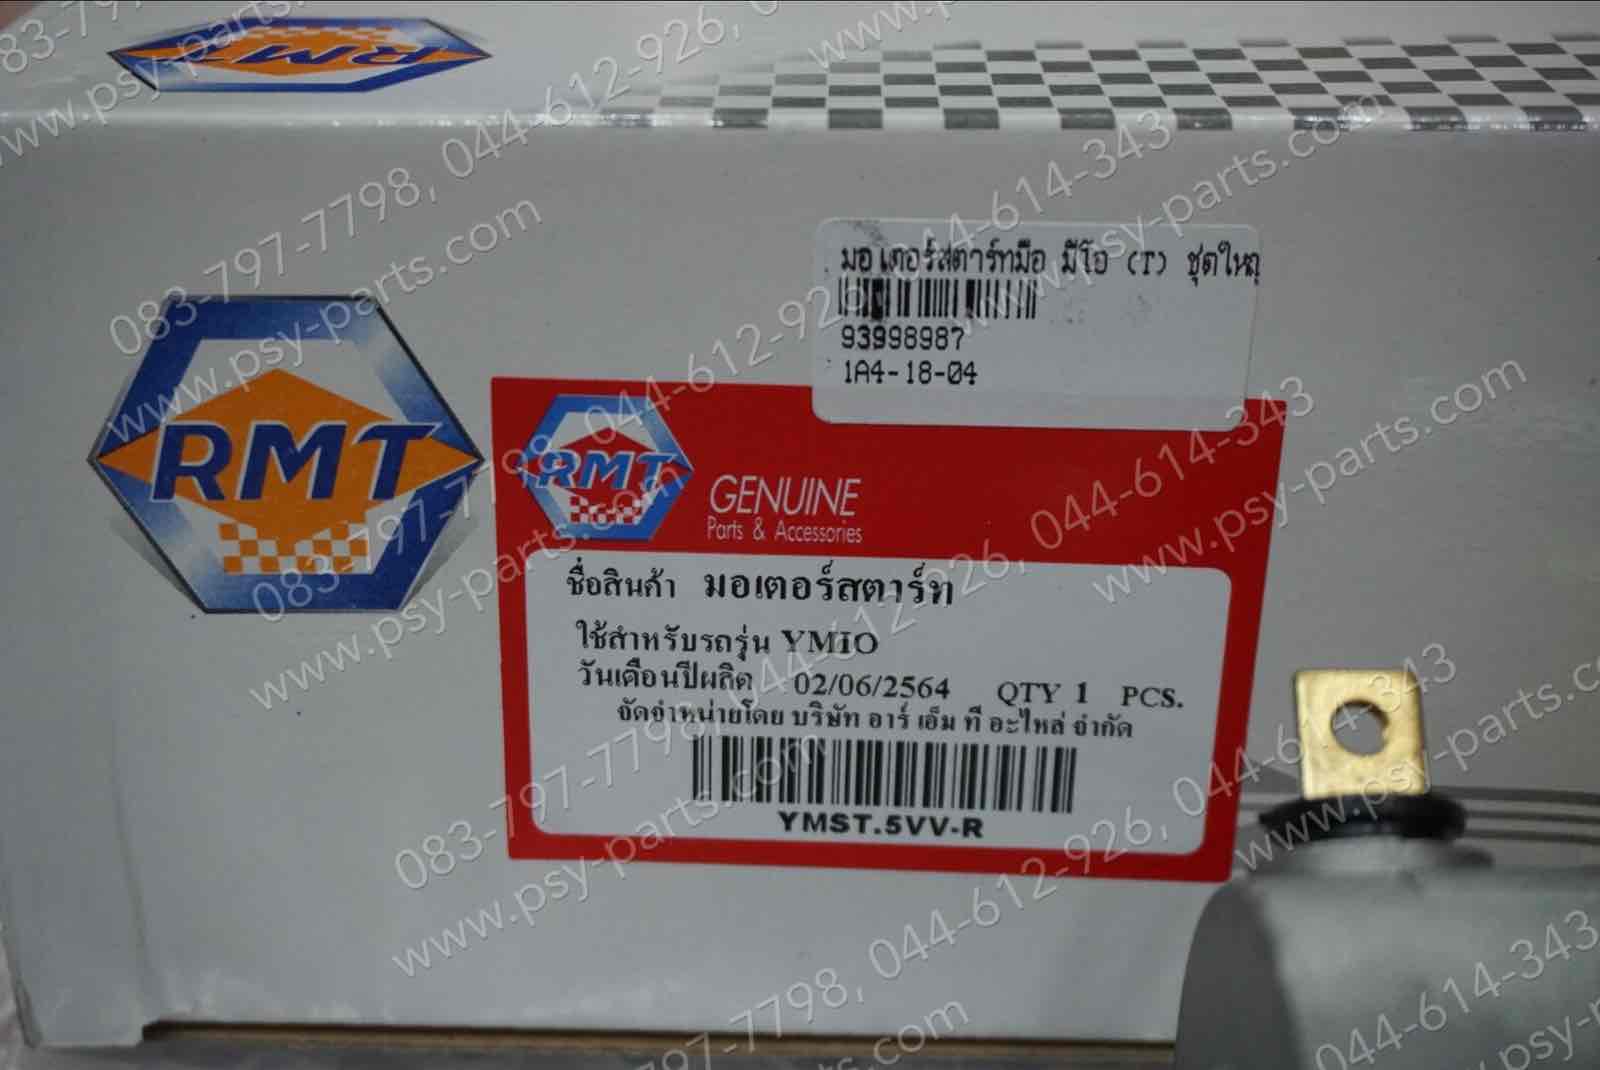 RMT
มอเตอร์สตาร์ทมือ มีโอ (T) ชุดใหญ
93998987
1A4-18-04
RMT
RMT
GENUINE
Parts & Accessories
ชื่อสินค้า มอเตอร์สตาร์ท
ใช้สำหรับรถรุ่น YMIO
วันเดือนปีผลิต 02/06/2564 QTY 1 PCS.
จัดจำหน่ายโดย บริษัท อาร์ เอ็ม ที อะไหล่ จำกัด
YMST.5VV-R
083-797-7798, 044-612-926, 044-614-343
www.psy-parts.com